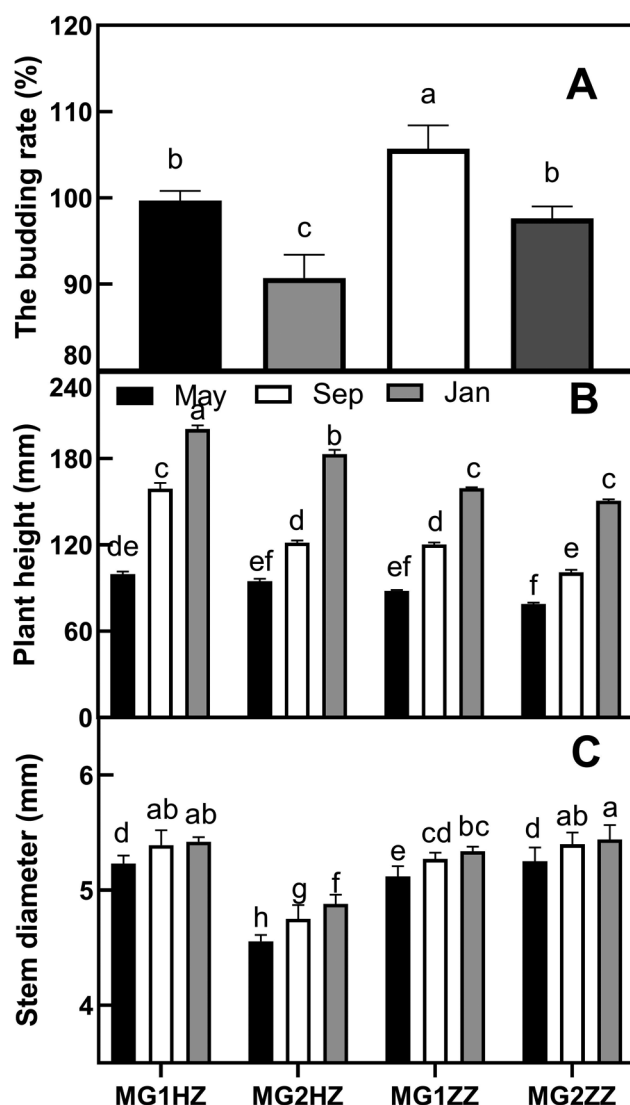 The budding rate (%)
120
110
100
90
80
A
b
c
a
b
Plant height (mm)
240
180
120
60
0
May
Sep
Jan
B
de
c
a
ef
d
b
ef
d
c
f
e
c
Stem diameter (mm)
6
5
4
C
d
ab
ab
h
g
f
e
cd
bc
d
ab
a
MG1HZ
MG2HZ
MG1ZZ
MG2ZZ